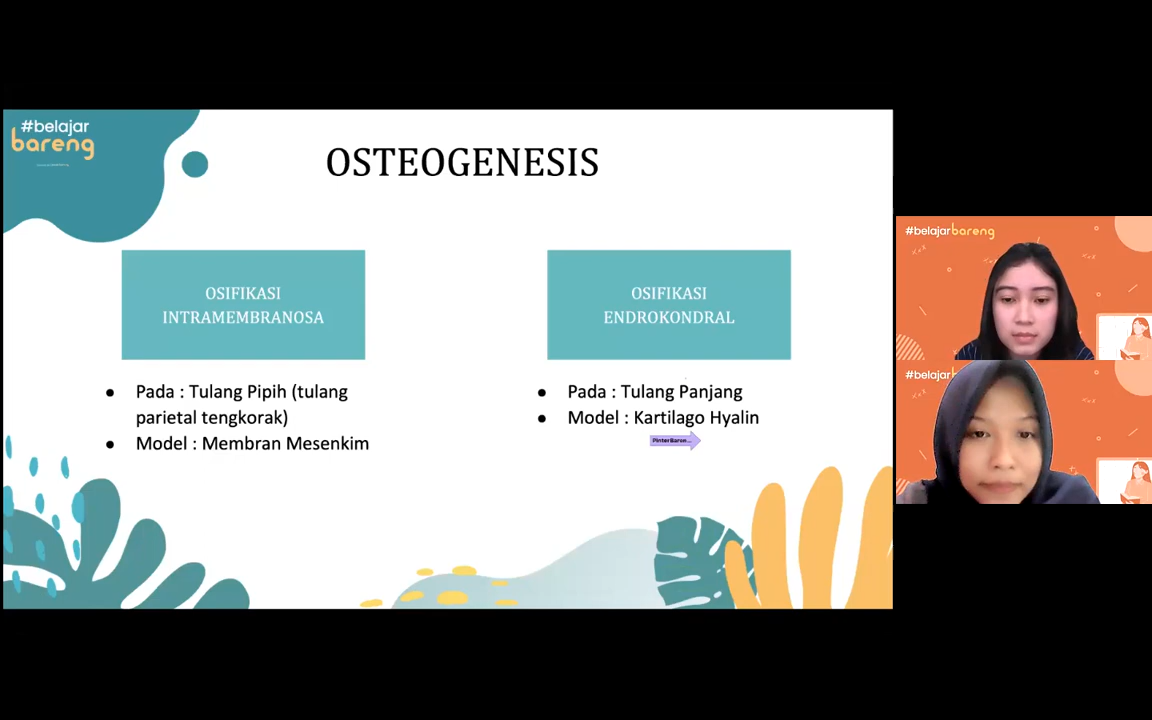 #belajar
bareng
OSTEOGENESIS
OSIFIKASI
INTRAMEMBRANOSA
● Pada : Tulang Pipih (tulang
parietal tengkorak)
● Model : Membran Mesenkim
OSIFIKASI
ENDROKONDRAL
● Pada : Tulang Panjang
● Model : Kartilago Hyalin
PinterBaren...
#belajarbareng
#belajar